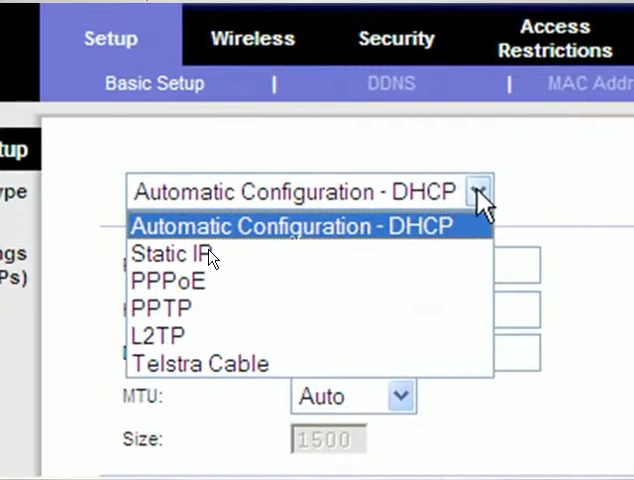 Setup
Wireless
Security
Access
Restrictions
Basic Setup | DDNS | MAC Addr
tup
ype
Automatic Configuration - DHCP
Automatic Configuration - DHCP
Static IP
PPPoE
PPTP
L2TP
Telstra Cable
ngs
Ps)
MTU: Auto
Size: 1500